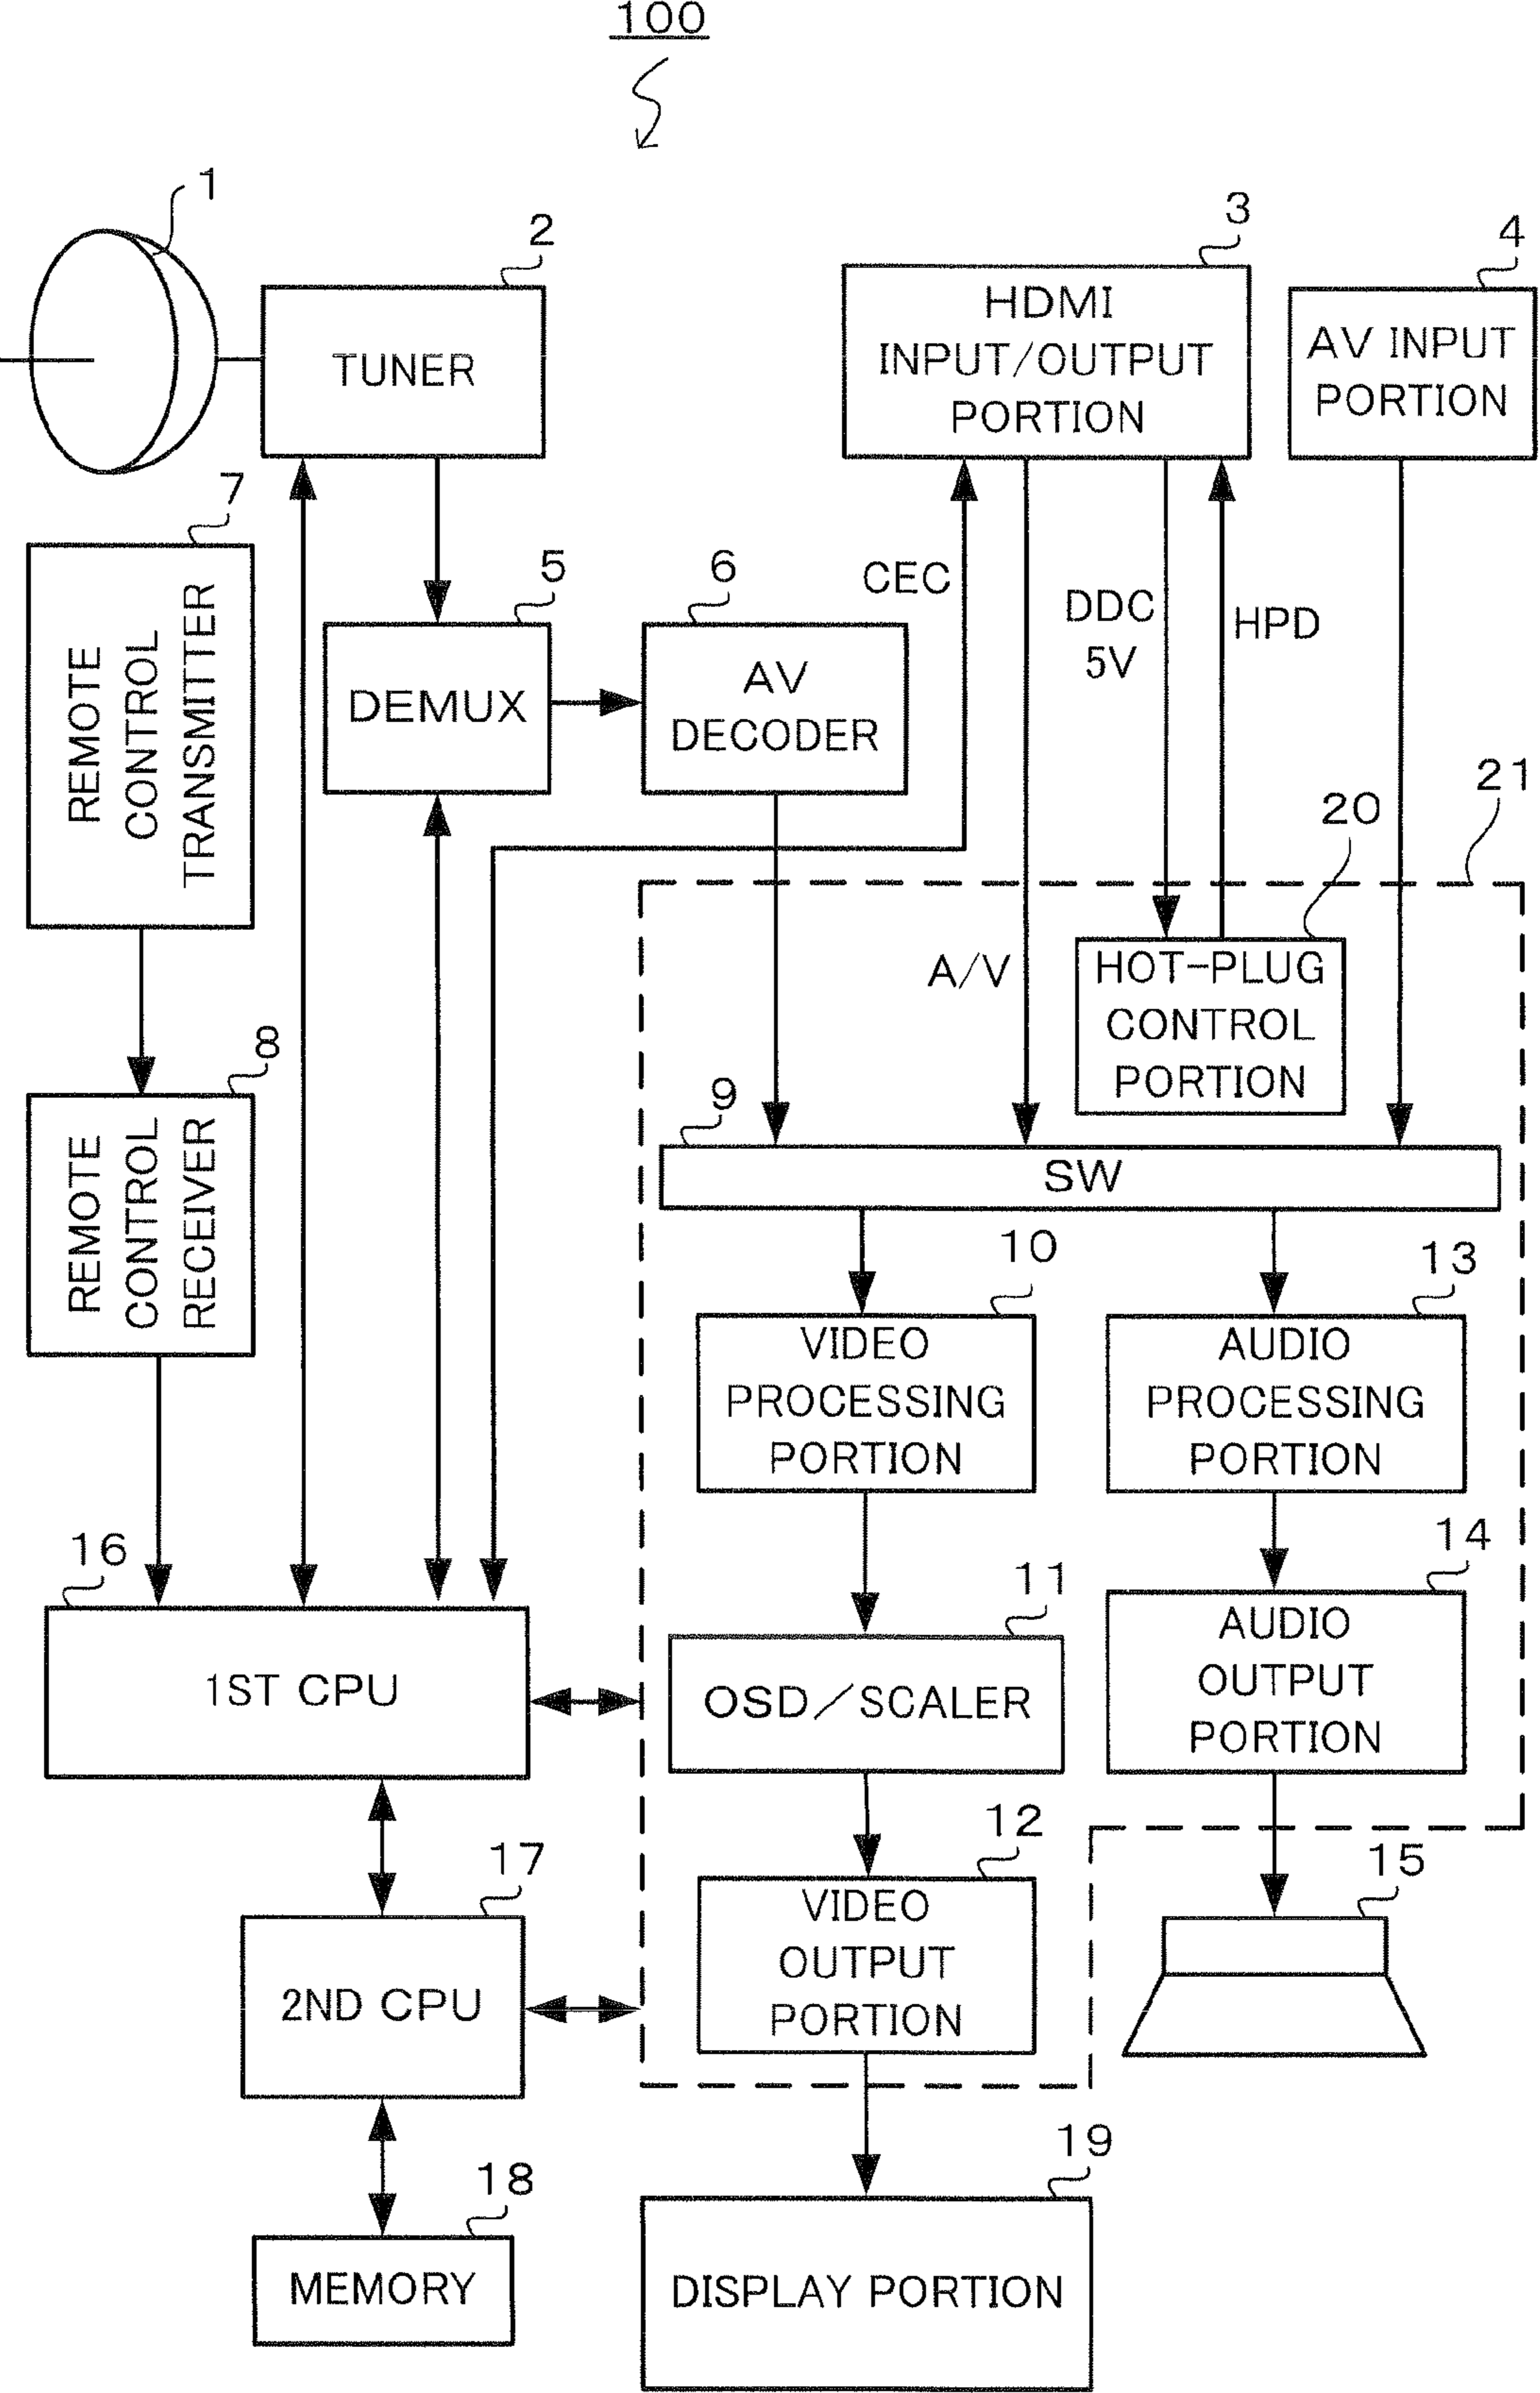 100
1
2
TUNER
3
HDMI
INPUT/OUTPUT
PORTION
4
AV INPUT
PORTION
7
REMOTE
CONTROL
TRANSMITTER
5
DEMUX
6
AV
DECODER
CEC
DDC
5V
HPD
21
20
HOT-PLUG
CONTROL
PORTION
A/V
8
REMOTE
CONTROL
RECEIVER
9
SW
10
VIDEO
PROCESSING
PORTION
13
AUDIO
PROCESSING
PORTION
16
1ST CPU
11
OSD/SCALER
14
AUDIO
OUTPUT
PORTION
17
2ND CPU
12
VIDEO
OUTPUT
PORTION
15
18
MEMORY
19
DISPLAY PORTION